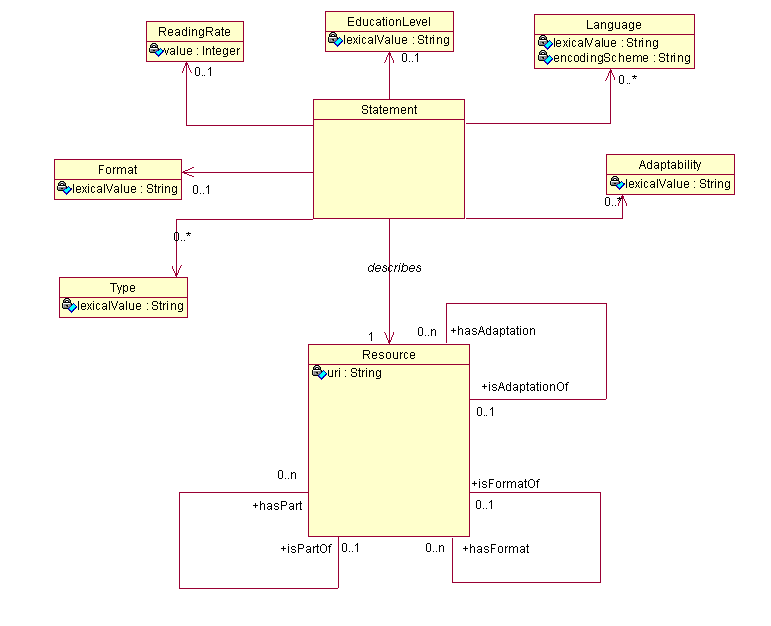 EducationLevel
lexicalValue : String
0..1
ReadingRate
value : Integer
0..1
Language
lexicalValue : String
encodingScheme : String
0..*
Statement
Format
lexicalValue : String
0..1
Adaptability
lexicalValue : String
0..*
0..*
Type
lexicalValue : String
describes
1
0..n
+hasAdaptation
Resource
uri : String
+isAdaptationOf
0..1
0..n
+hasPart
+isFormatOf
0..1
+isPartOf
0..1
0..n
+hasFormat